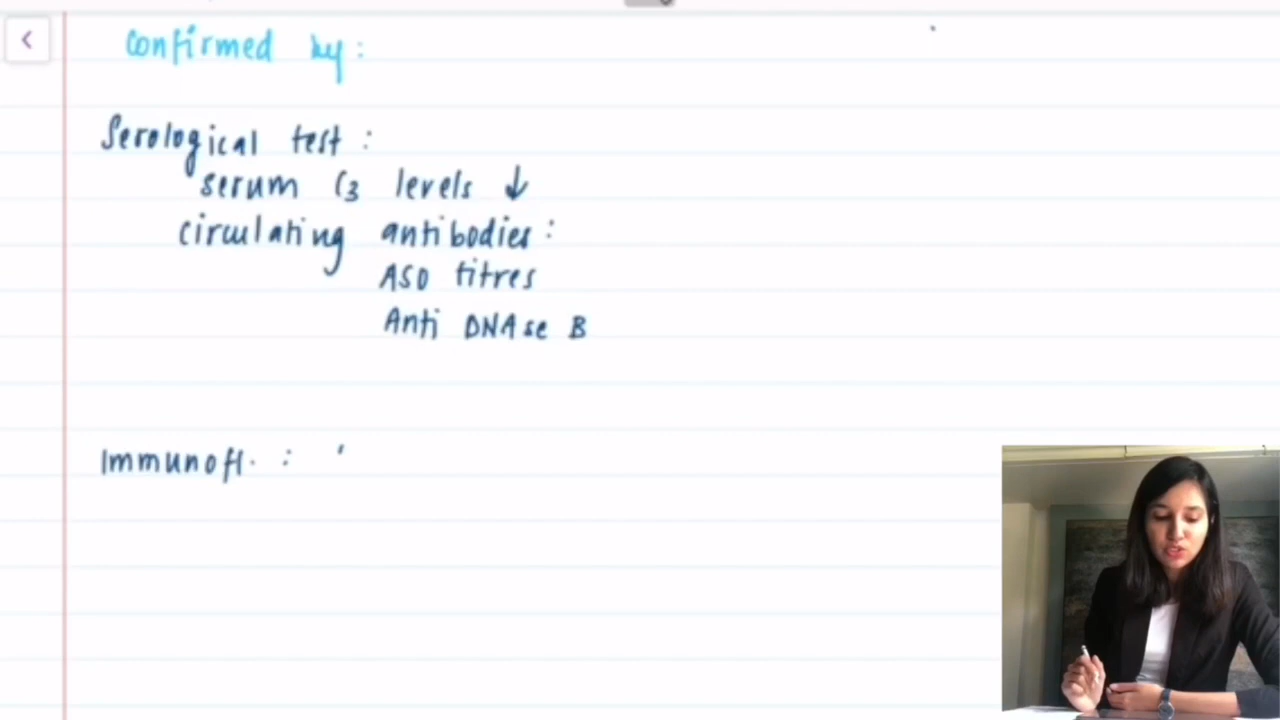 Confirmed by :
Serological test :
serum C3 levels ↓
circulating antibodies :
ASO titres
Anti DNAse B
Immunofl. : '